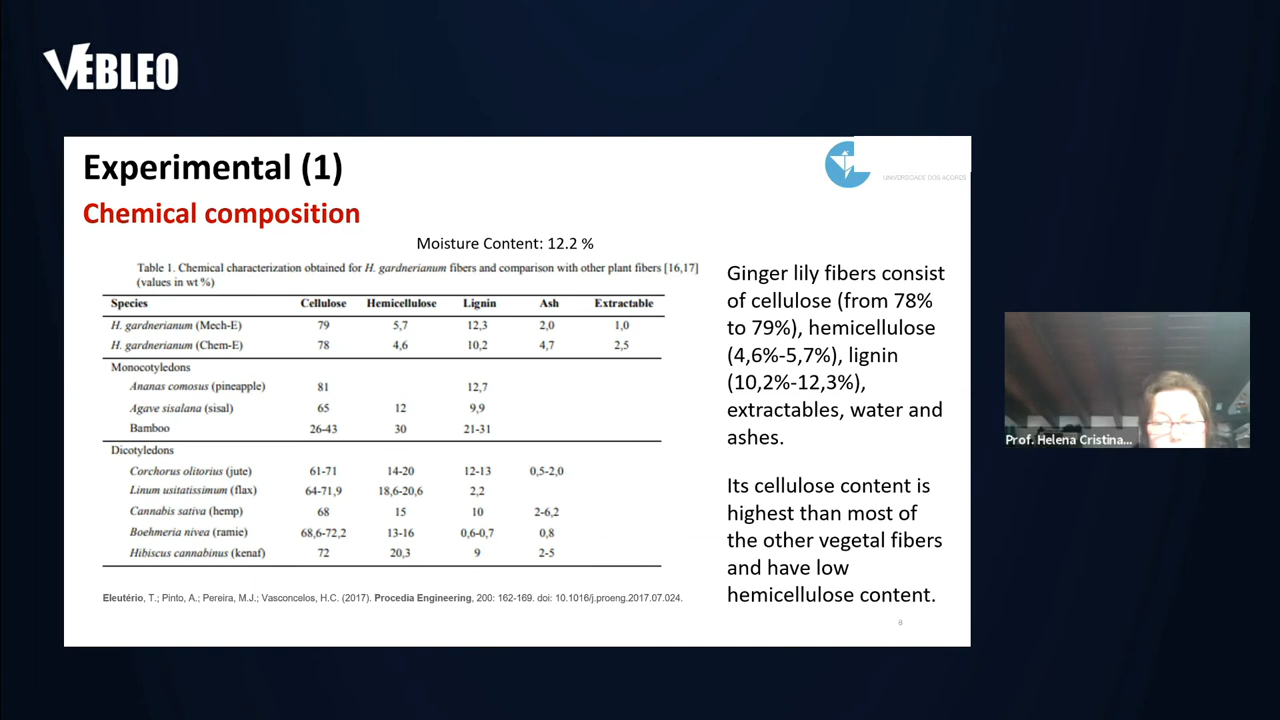 VEBLEO
Experimental (1)
UNIVERSIDADE DOS AÇORES
Chemical composition
Moisture Content: 12.2 %
Table 1. Chemical characterization obtained for H. gardnerianum fibers and comparison with other plant fibers [16,17]
(values in wt %)
Species Cellulose Hemicellulose Lignin Ash Extractable
H. gardnerianum (Mech-E) 79 5,7 12,3 2,0 1,0
H. gardnerianum (Chem-E) 78 4,6 10,2 4,7 2,5
Monocotyledons
Ananas comosus (pineapple) 81 12,7
Agave sisalana (sisal) 65 12 9,9
Bamboo 26-43 30 21-31
Dicotyledons
Corchorus olitorius (jute) 61-71 14-20 12-13 0,5-2,0
Linum usitatissimum (flax) 64-71,9 18,6-20,6 2,2
Cannabis sativa (hemp) 68 15 10 2-6,2
Boehmeria nivea (ramie) 68,6-72,2 13-16 0,6-0,7 0,8
Hibiscus cannabinus (kenaf) 72 20,3 9 2-5
Eleutério, T.; Pinto, A.; Pereira, M.J.; Vasconcelos, H.C. (2017). Procedia Engineering, 200: 162-169. doi: 10.1016/j.proeng.2017.07.024.
Ginger lily fibers consist
of cellulose (from 78%
to 79%), hemicellulose
(4,6%-5,7%), lignin
(10,2%-12,3%),
extractables, water and
ashes.
Its cellulose content is
highest than most of
the other vegetal fibers
and have low
hemicellulose content.
8
Prof. Helena Cristina...